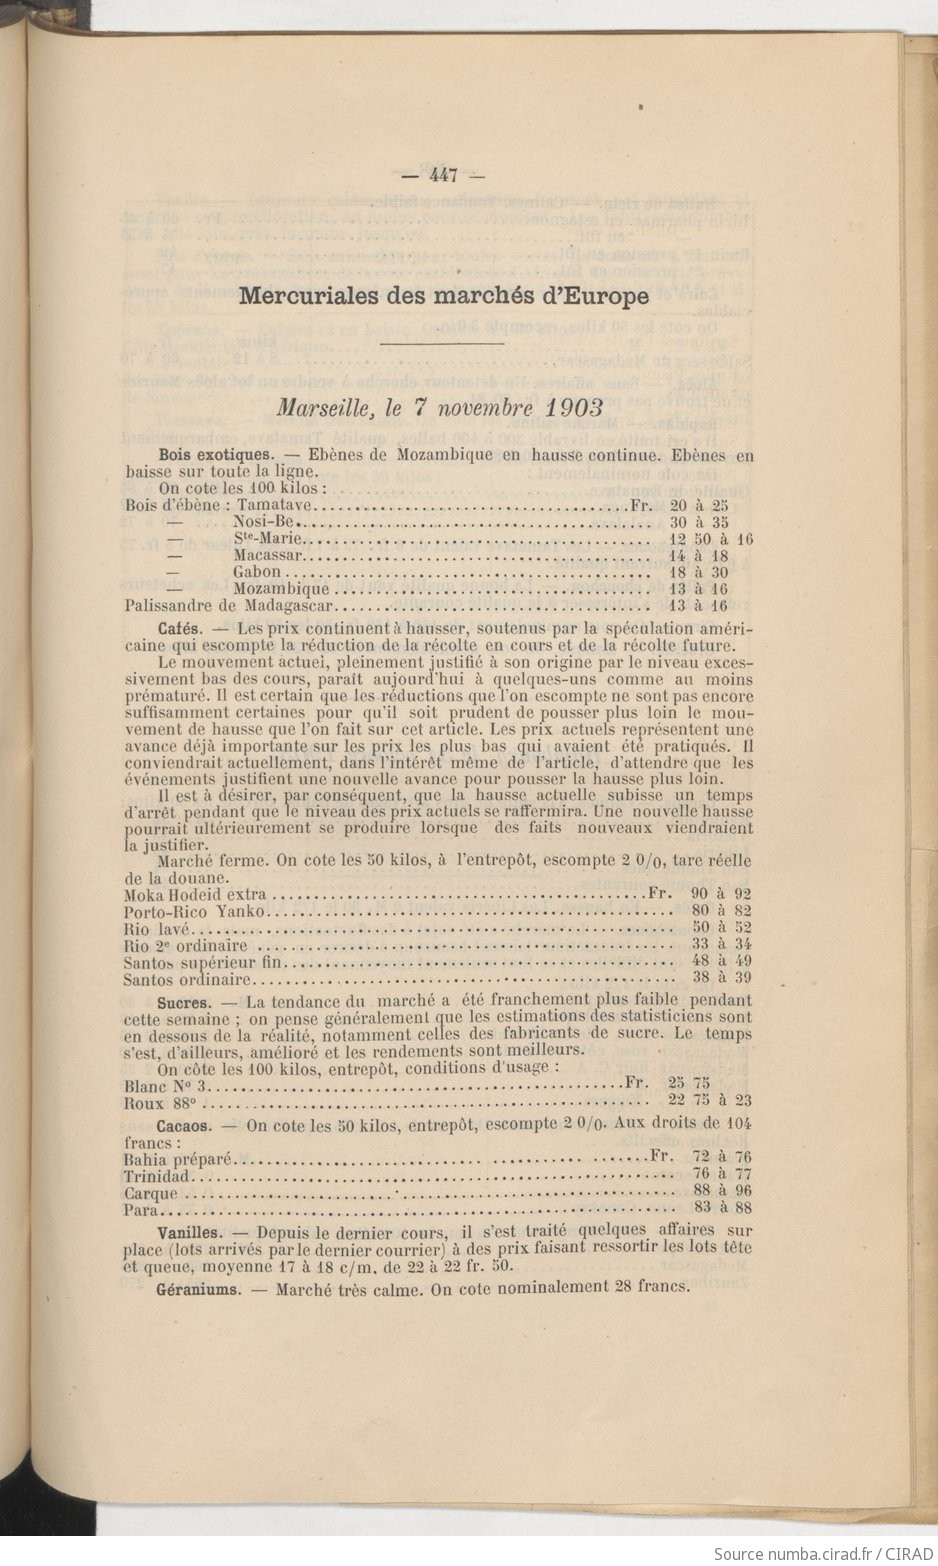 — 447 —
Mercuriales des marchés d'Europe
Marseille, le 7 novembre 1903
Bois exotiques. — Ebènes de Mozambique en hausse continue. Ebènes en
baisse sur toute la ligne.
On cote les 100 kilos :
Bois d'ébène : Tamatave......................................Fr. 20 à 25
— Nosi-Be........................................... 30 à 35
— Ste-Marie.......................................... 12 50 à 16
— Macassar.......................................... 14 à 18
— Gabon............................................ 18 à 30
— Mozambique...................................... 13 à 16
Palissandre de Madagascar...................................... 13 à 16
Cafés. — Les prix continuent à hausser, soutenus par la spéculation améri-
caine qui escompte la réduction de la récolte en cours et de la récolte future.
Le mouvement actuei, pleinement justifié à son origine par le niveau exces-
sivement bas des cours, paraît aujourd'hui à quelques-uns comme au moins
prématuré. Il est certain que les réductions que l'on escompte ne sont pas encore
suffisamment certaines pour qu'il soit prudent de pousser plus loin le mou-
vement de hausse que l'on fait sur cet article. Les prix actuels représentent une
avance déjà importante sur les prix les plus bas qui avaient été pratiqués. Il
conviendrait actuellement, dans l'intérêt même de l'article, d'attendre que les
événements justifient une nouvelle avance pour pousser la hausse plus loin.
Il est à désirer, par conséquent, que la hausse actuelle subisse un temps
d'arrêt pendant que le niveau des prix actuels se raffermira. Une nouvelle hausse
pourrait ultérieurement se produire lorsque des faits nouveaux viendraient
la justifier.
Marché ferme. On cote les 50 kilos, à l'entrepôt, escompte 2 0/0, tare réelle
de la douane.
Moka Hodeid extra.............................................Fr. 90 à 92
Porto-Rico Yanko................................................. 80 à 82
Rio lavé.......................................................... 50 à 52
Rio 2e ordinaire.................................................. 33 à 34
Santos supérieur fin............................................... 48 à 49
Santos ordinaire................................................... 38 à 39
Sucres. — La tendance du marché a été franchement plus faible pendant
cette semaine ; on pense généralement que les estimations des statisticiens sont
en dessous de la réalité, notamment celles des fabricants de sucre. Le temps
s'est, d'ailleurs, amélioré et les rendements sont meilleurs.
On côte les 100 kilos, entrepôt, conditions d'usage :
Blanc No 3..................................................Fr. 25 75
Roux 88o...................................................... 22 75 à 23
Cacaos. — On cote les 50 kilos, entrepôt, escompte 2 0/0. Aux droits de 104
francs :
Bahia préparé.................................................Fr. 72 à 76
Trinidad.......................................................... 76 à 77
Carque........................................................... 88 à 96
Para.............................................................. 83 à 88
Vanilles. — Depuis le dernier cours, il s'est traité quelques affaires sur
place (lots arrivés par le dernier courrier) à des prix faisant ressortir les lots tête
et queue, moyenne 17 à 18 c/m. de 22 à 22 fr. 50.
Géraniums. — Marché très calme. On cote nominalement 28 francs.
Source numba.cirad.fr / CIRAD